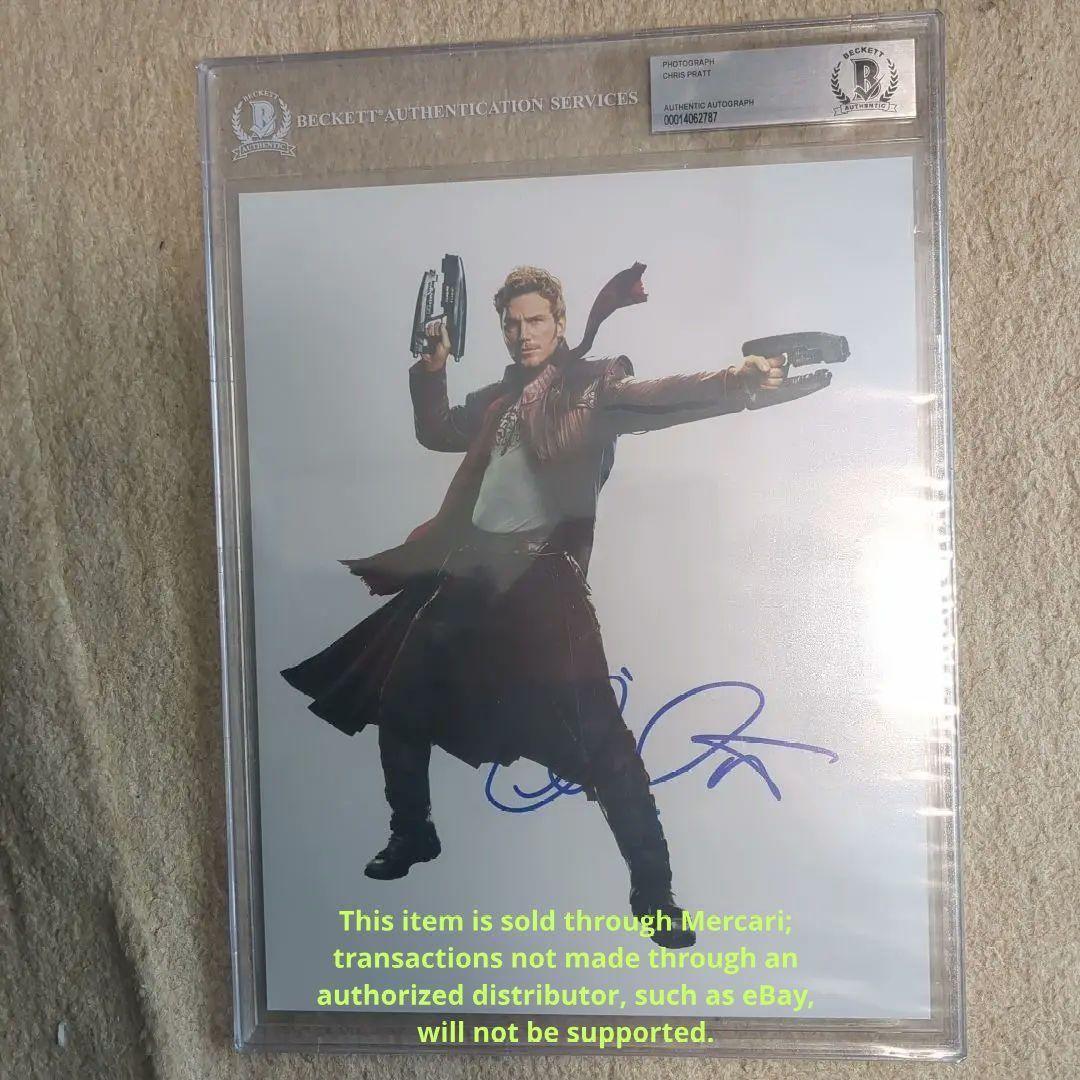 BECKETT
B
AUTHENTIC
BECKETT® AUTHENTICATION SERVICES
PHOTOGRAPH
CHRIS PRATT
AUTHENTIC AUTOGRAPH
00014062787
BECKETT
B
AUTHENTIC
This item is sold through Mercari;
transactions not made through an
authorized distributor, such as eBay,
will not be supported.